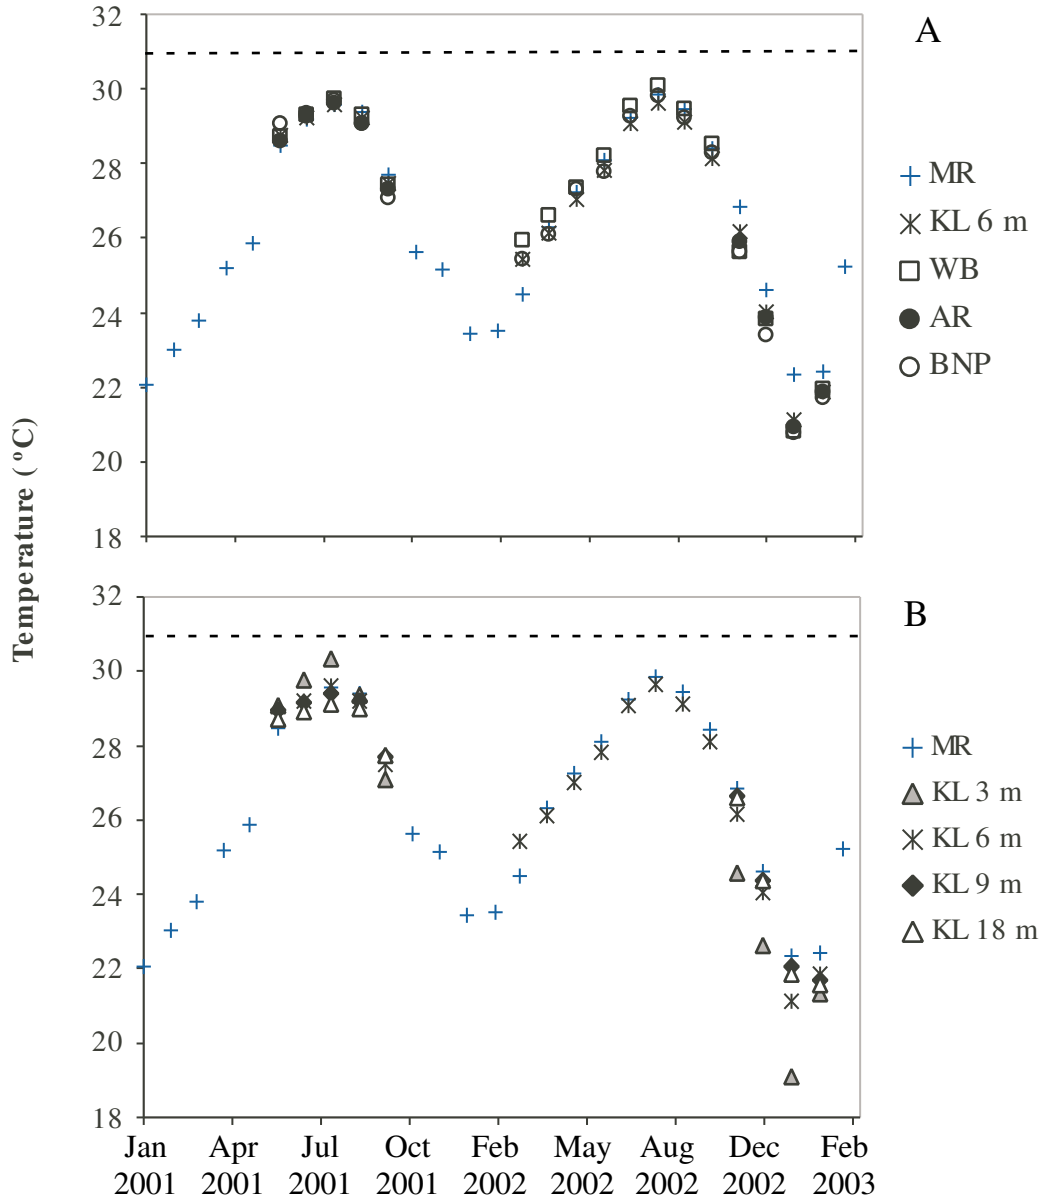 32
A
30
28
MR
KL 6 m
26
WB
24
AR
BNP
22
20
18
Temperature (ºC)
32
B
30
28
MR
KL 3 m
26
KL 6 m
24
KL 9 m
KL 18 m
22
20
18
Jan Apr Jul Oct Feb May Aug Dec Feb
2001 2001 2001 2001 2002 2002 2002 2002 2003